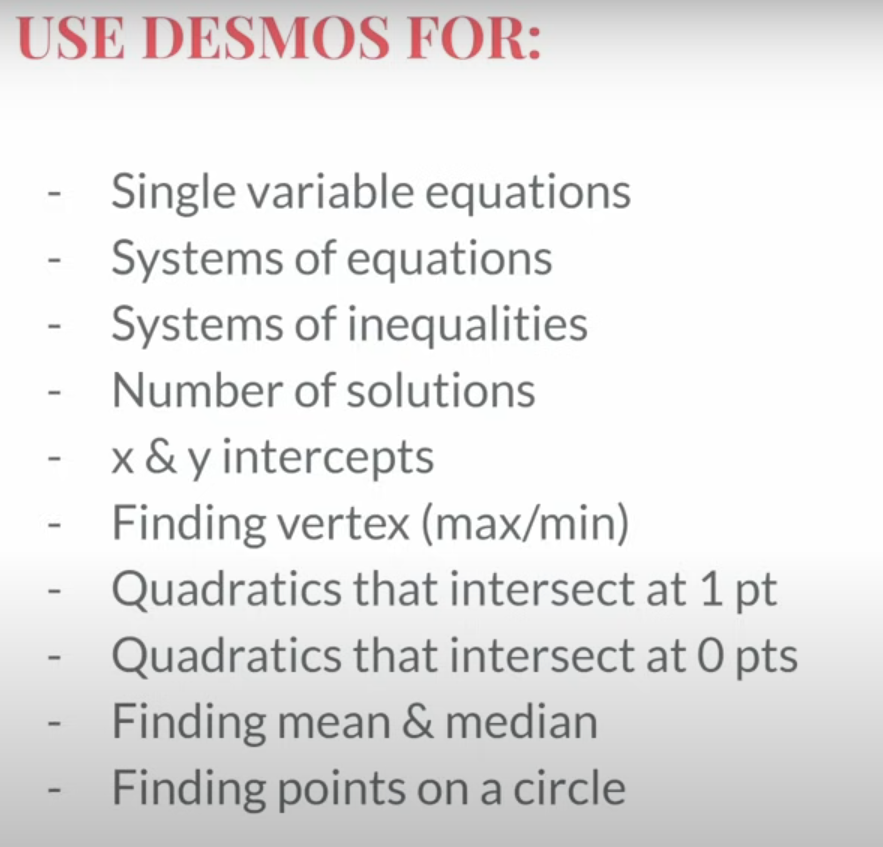 USE DESMOS FOR:
- Single variable equations
- Systems of equations
- Systems of inequalities
- Number of solutions
- x & y intercepts
- Finding vertex (max/min)
- Quadratics that intersect at 1 pt
- Quadratics that intersect at 0 pts
- Finding mean & median
- Finding points on a circle